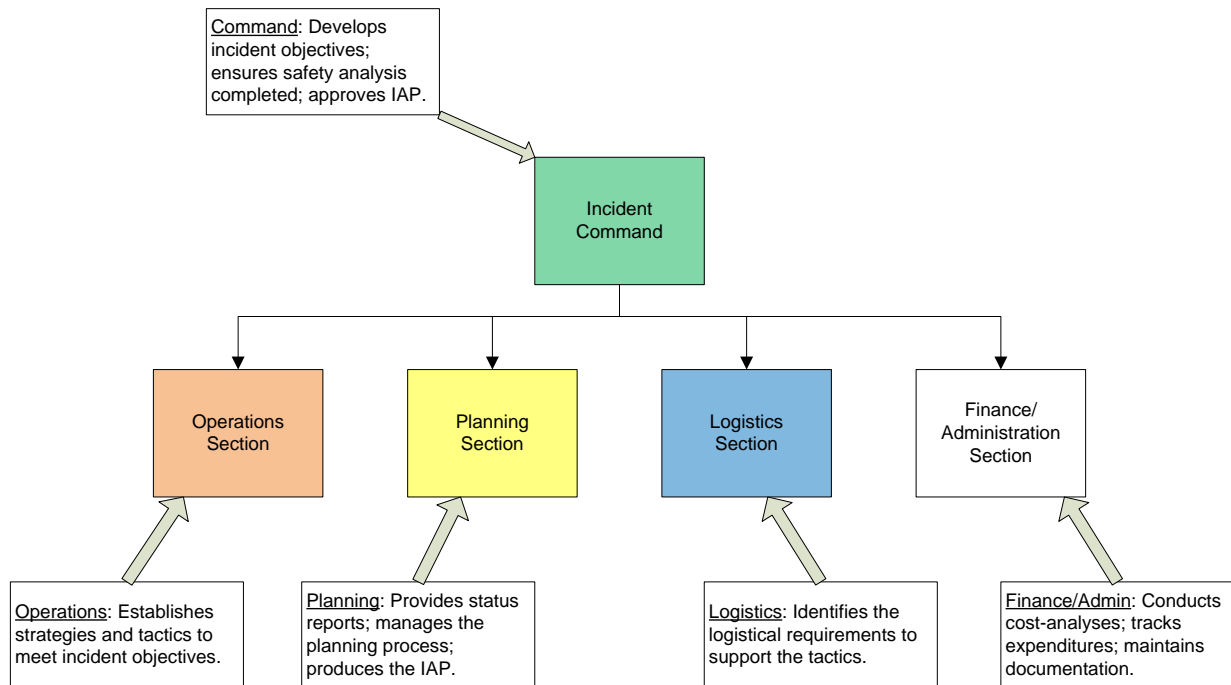 Command: Develops
incident objectives;
ensures safety analysis
completed; approves IAP.
Incident
Command
Operations
Section
Planning
Section
Logistics
Section
Finance/
Administration
Section
Operations: Establishes
strategies and tactics to
meet incident objectives.
Planning: Provides status
reports; manages the
planning process;
produces the IAP.
Logistics: Identifies the
logistical requirements to
support the tactics.
Finance/Admin: Conducts
cost-analyses; tracks
expenditures; maintains
documentation.